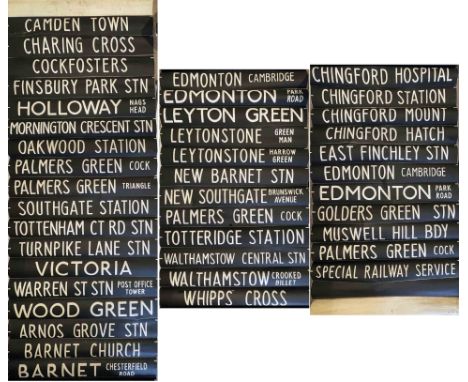 CAMDEN TOWN
CHARING CROSS
COCKFOSTERS
FINSBURY PARK STN
HOLLOWAY NAGS HEAD
MORNINGTON CRESCENT STN
OAKWOOD STATION
PALMERS GREEN COCK
PALMERS GREEN TRIANGLE
SOUTHGATE STATION
TOTTENHAM CT RD STN
TURNPIKE LANE STN
VICTORIA
WARREN ST STN POST OFFICE TOWER
WOOD GREEN
ARNOS GROVE STN
BARNET CHURCH
BARNET CHESTERFIELD ROAD
EDMONTON CAMBRIDGE
EDMONTON PARK ROAD
LEYTON GREEN
LEYTONSTONE GREEN MAN
LEYTONSTONE HARROW GREEN
NEW BARNET STN
NEW SOUTHGATE BRUNSWICK AVENUE
PALMERS GREEN COCK
TOTTERIDGE STATION
WALTHAMSTOW CENTRAL STN
WALTHAMSTOW CROOKED BILLET
WHIPPS CROSS
CHINGFORD HOSPITAL
CHINGFORD STATION
CHINGFORD MOUNT
CHINGFORD HATCH
EAST FINCHLEY STN
EDMONTON CAMBRIDGE
EDMONTON PARK ROAD
GOLDERS GREEN STN
MUSWELL HILL BDY
PALMERS GREEN COCK
SPECIAL RAILWAY SERVICE